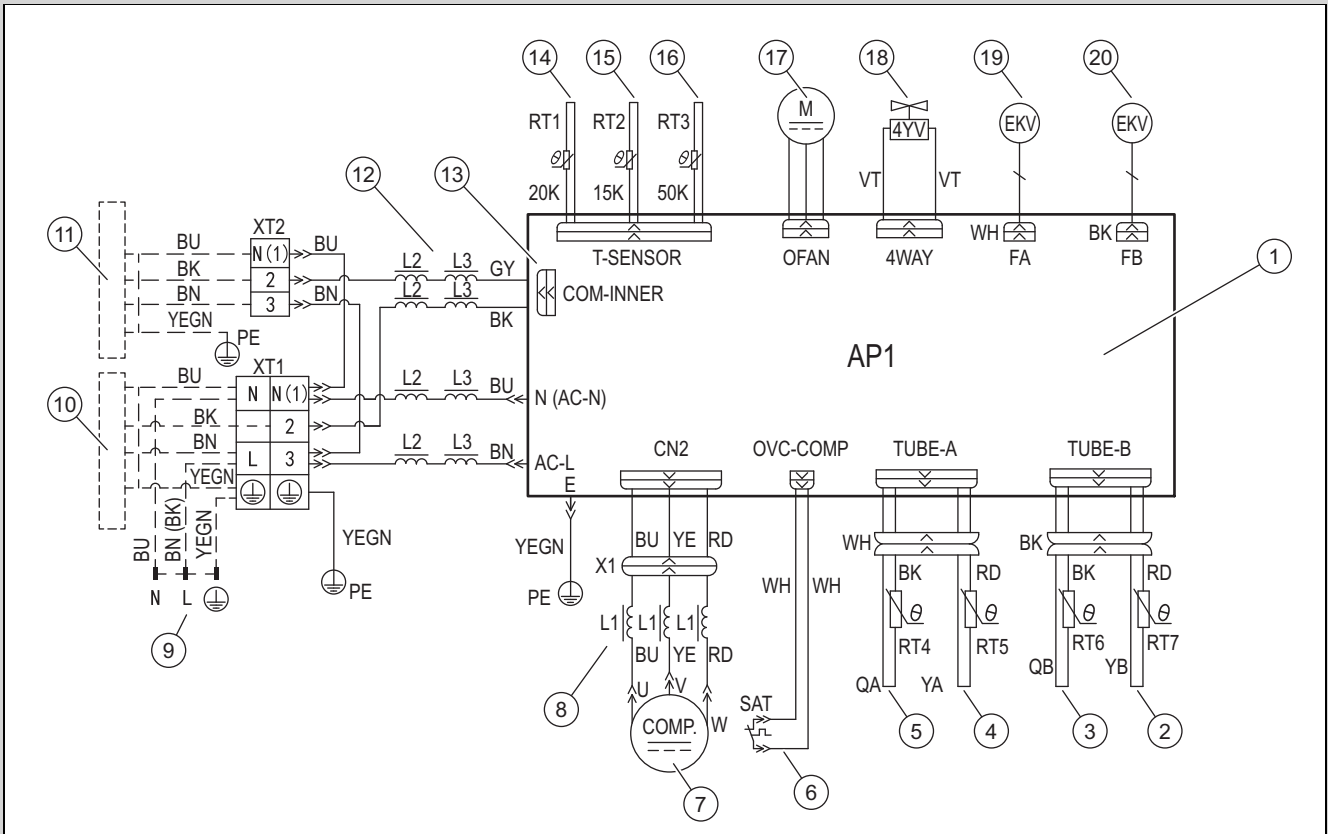 14 15 16 17 18 19 20
RT1 RT2 RT3 M 4YV EKV EKV
20K 15K 50K VT VT
12 13
11
XT2
BU N(1) BU
BK 2 L2 L3 GY
BN 3 BN L2 L3 BK
YEGN PE
T-SENSOR OFAN 4WAY WH FA BK FB
COM-INNER
1
AP1
XT1
10
BU N N(1) L2 L3 BU N (AC-N)
BK 2
BN L 3 L2 L3 BN AC-L
YEGN
E
CN2 OVC-COMP TUBE-A TUBE-B
BU BN (BK) YEGN
YEGN PE
YEGN PE
N L
9
BU YE RD
X1
L1 L1 L1
BU YE RD
8
U V W
COMP.
7
WH WH
SAT
6
WH BK RD BK BK RD
θ θ θ θ
RT4 RT5 RT6 RT7
QA YA QB YB
5 4 3 2